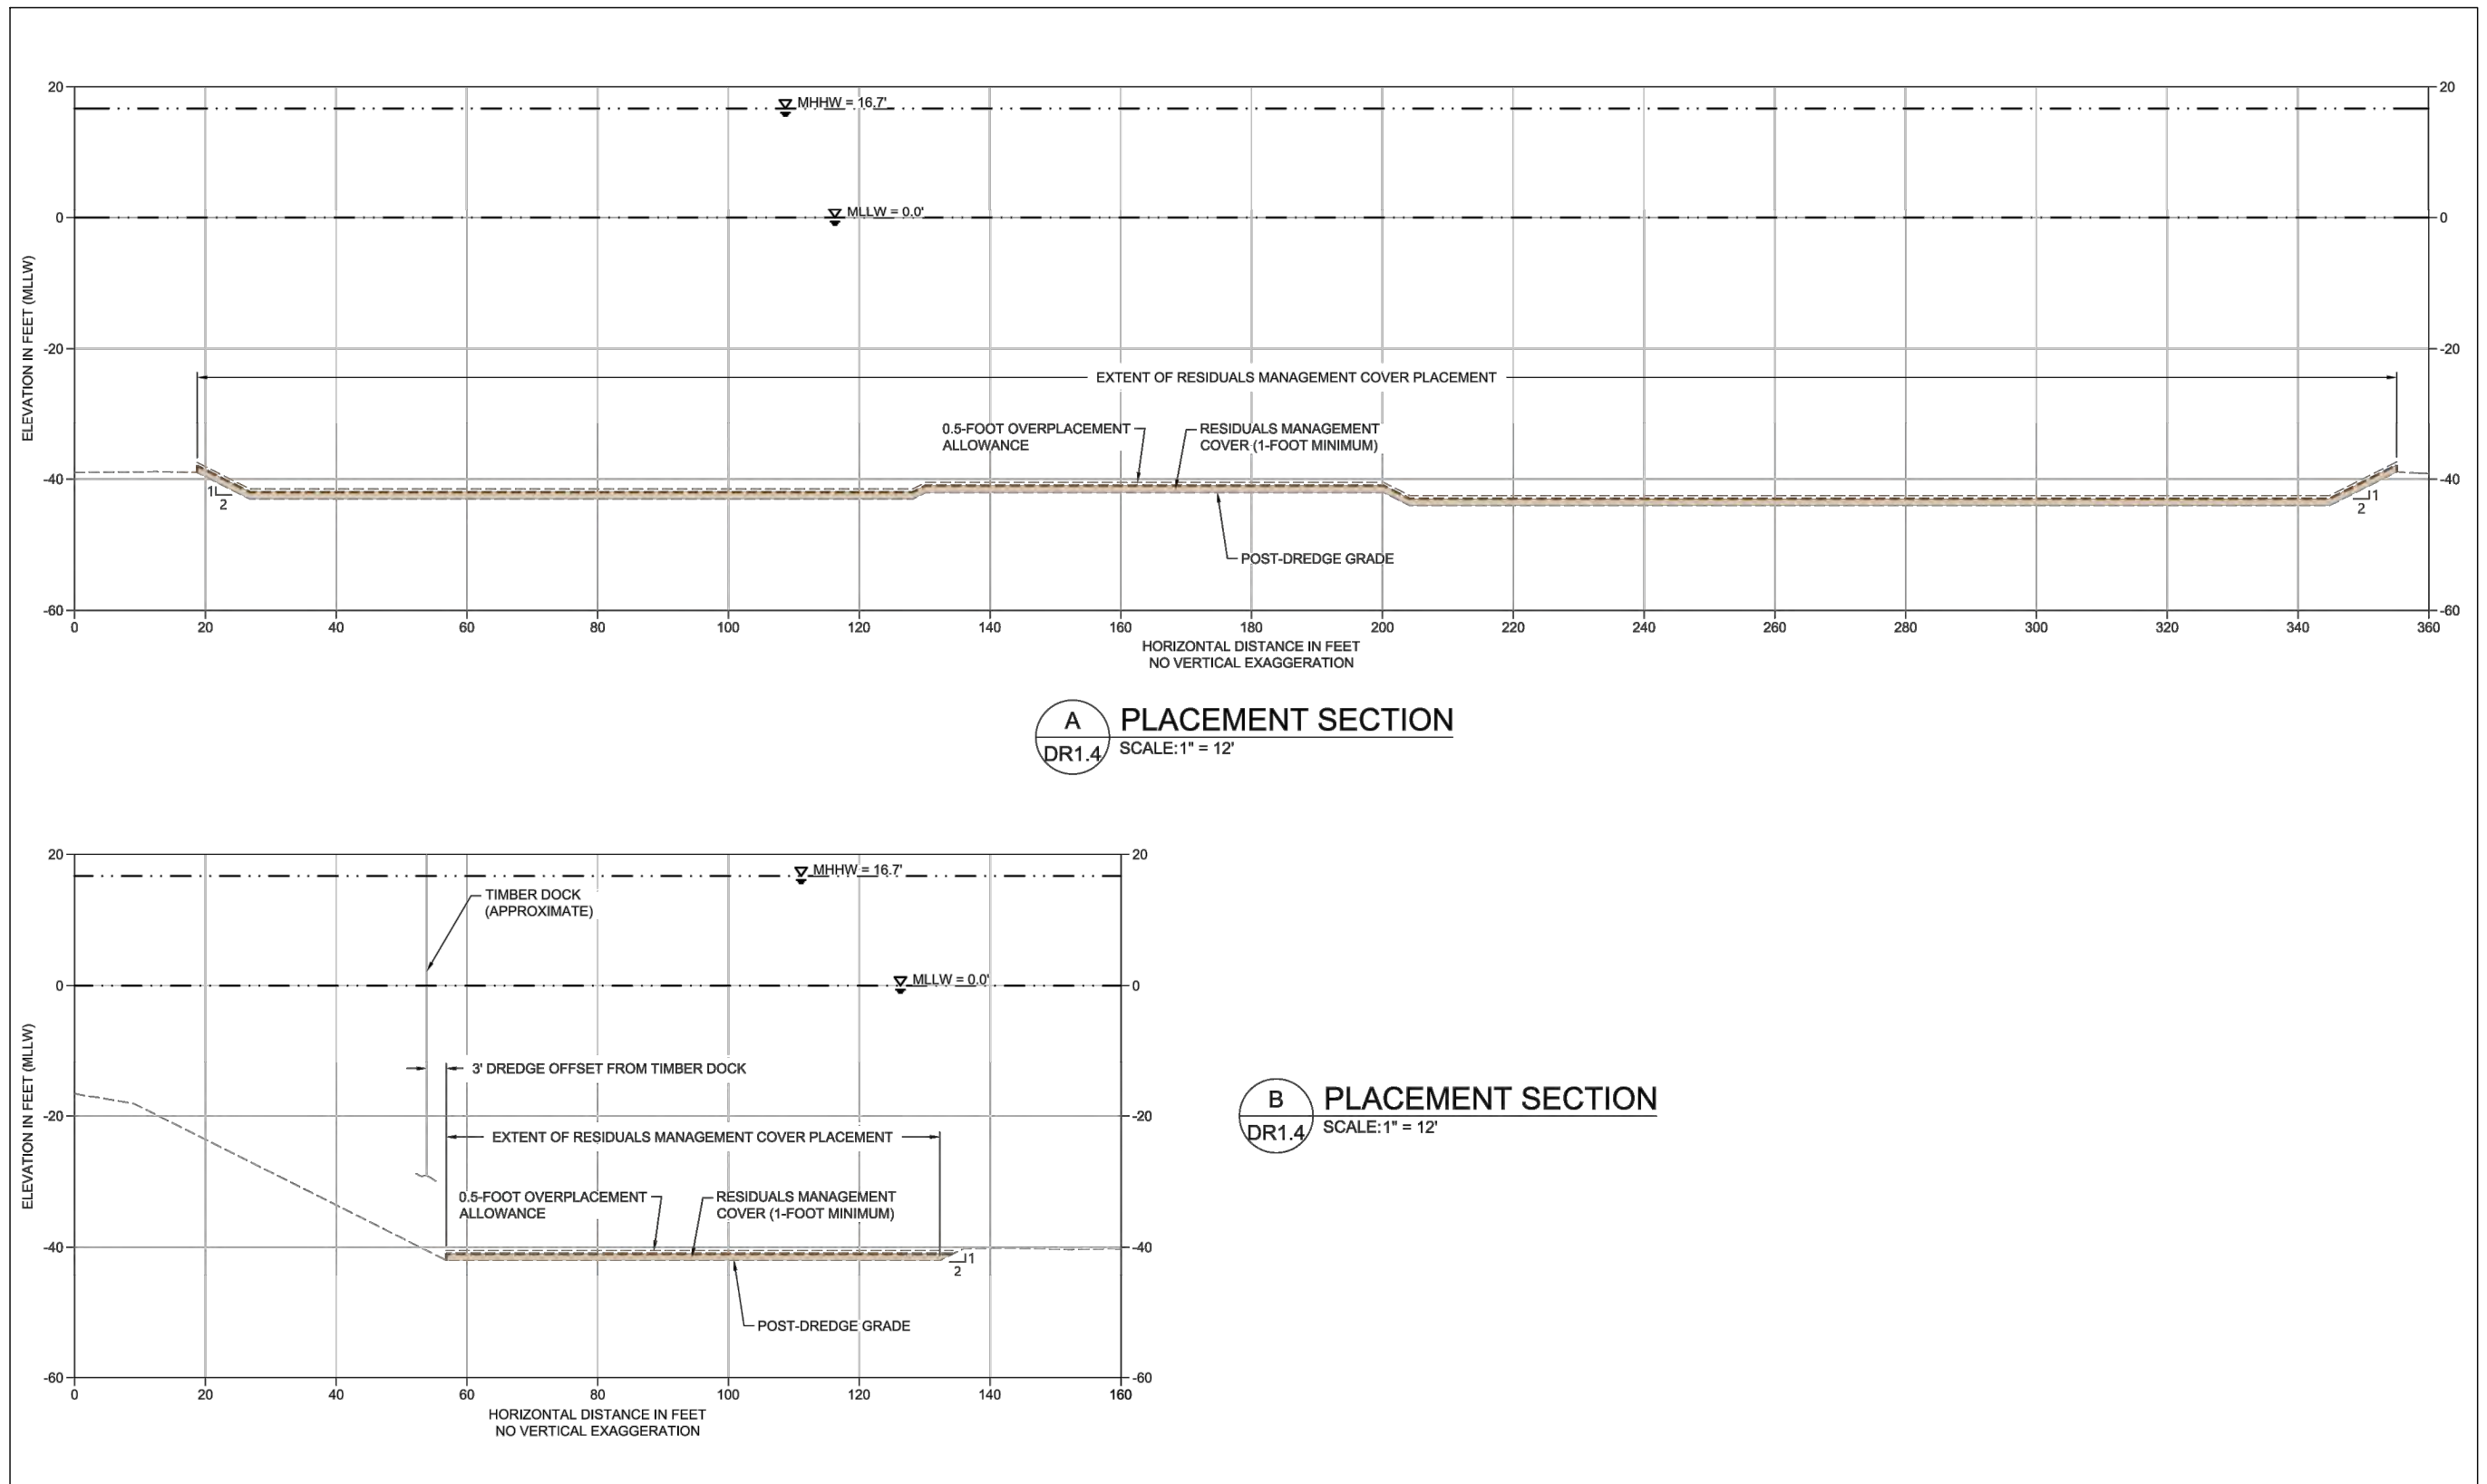 20
20
MHHW = 16.7'
MLLW = 0.0'
0
0
ELEVATION IN FEET (MLLW)
-20
-20
EXTENT OF RESIDUALS MANAGEMENT COVER PLACEMENT
0.5-FOOT OVERPLACEMENT
ALLOWANCE
RESIDUALS MANAGEMENT
COVER (1-FOOT MINIMUM)
-40
-40
1
2
1
2
POST-DREDGE GRADE
-60
-60
0 20 40 60 80 100 120 140 160 180 200 220 240 260 280 300 320 340 360
HORIZONTAL DISTANCE IN FEET
NO VERTICAL EXAGGERATION
A
DR1.4
PLACEMENT SECTION
SCALE: 1" = 12'
20
20
MHHW = 16.7'
TIMBER DOCK
(APPROXIMATE)
MLLW = 0.0'
0
0
ELEVATION IN FEET (MLLW)
3' DREDGE OFFSET FROM TIMBER DOCK
-20
-20
EXTENT OF RESIDUALS MANAGEMENT COVER PLACEMENT
0.5-FOOT OVERPLACEMENT
ALLOWANCE
RESIDUALS MANAGEMENT
COVER (1-FOOT MINIMUM)
-40
-40
1
2
POST-DREDGE GRADE
-60
-60
0 20 40 60 80 100 120 140 160
HORIZONTAL DISTANCE IN FEET
NO VERTICAL EXAGGERATION
B
DR1.4
PLACEMENT SECTION
SCALE: 1" = 12'